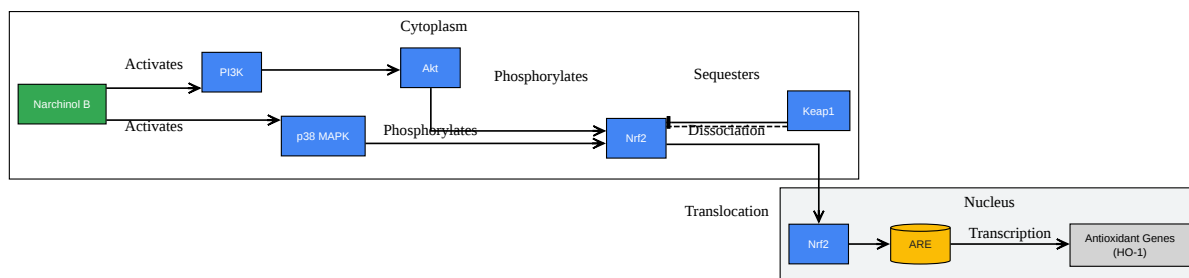 Cytoplasm
Activates
PI3K
Akt
Phosphorylates
Sequesters
Narchinol B
Keap1
Activates
p38 MAPK
Phosphorylates
Nrf2
Dissociation
Translocation
Nucleus
Nrf2
ARE
Transcription
Antioxidant Genes
(HO-1)